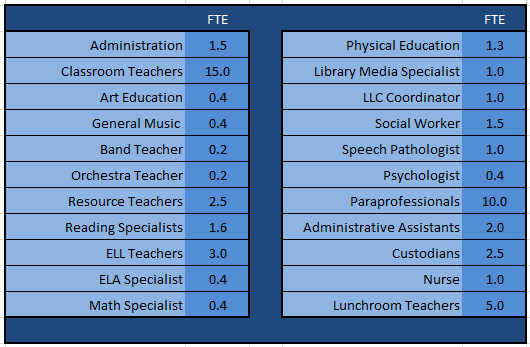 FTE FTE
Administration 1.5 Physical Education 1.3
Classroom Teachers 15.0 Library Media Specialist 1.0
Art Education 0.4 LLC Coordinator 1.0
General Music 0.4 Social Worker 1.5
Band Teacher 0.2 Speech Pathologist 1.0
Orchestra Teacher 0.2 Psychologist 0.4
Resource Teachers 2.5 Paraprofessionals 10.0
Reading Specialists 1.6 Administrative Assistants 2.0
ELL Teachers 3.0 Custodians 2.5
ELA Specialist 0.4 Nurse 1.0
Math Specialist 0.4 Lunchroom Teachers 5.0